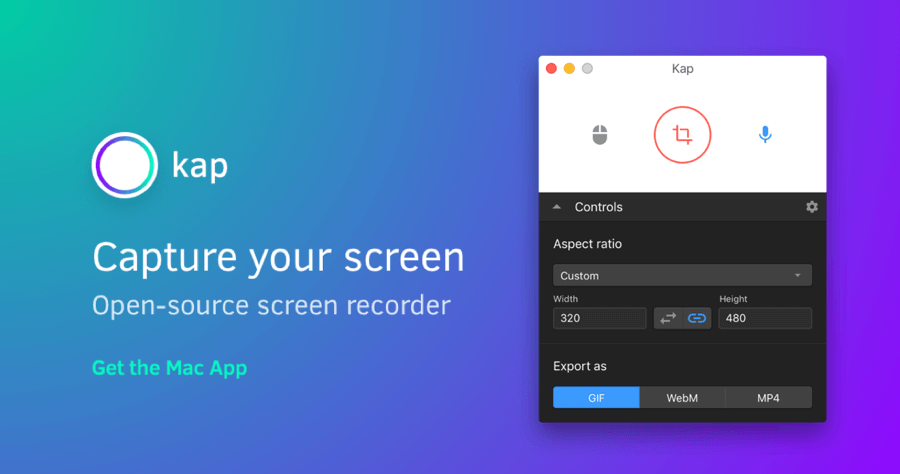 kap
Capture your screen
Open-source screen recorder
Get the Mac App
Kap
Controls
Aspect ratio
Custom
Width Height
320 480
Export as
GIF WebM MP4